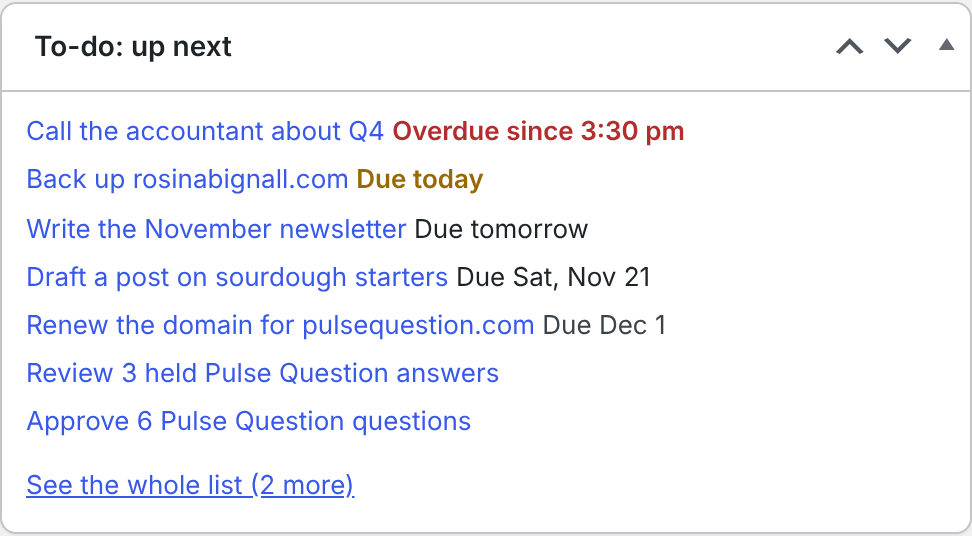 To-do: up next
Call the accountant about Q4 Overdue since 3:30 pm
Back up rosinabignall.com Due today
Write the November newsletter Due tomorrow
Draft a post on sourdough starters Due Sat, Nov 21
Renew the domain for pulsequestion.com Due Dec 1
Review 3 held Pulse Question answers
Approve 6 Pulse Question questions
See the whole list (2 more)